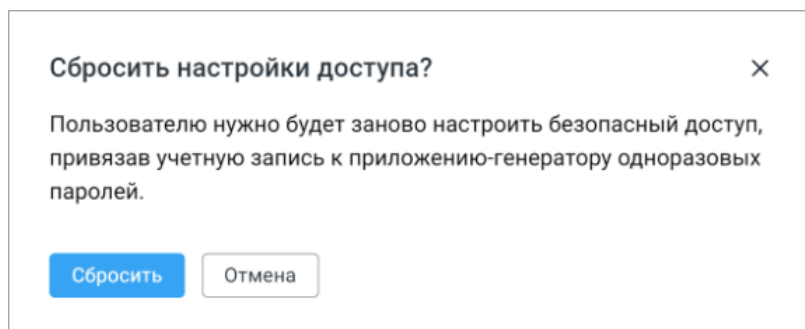 Сбросить настройки доступа?
Пользователю нужно будет заново настроить безопасный доступ,
привязав учетную запись к приложению-генератору одноразовых
паролей.
Сбросить
Отмена